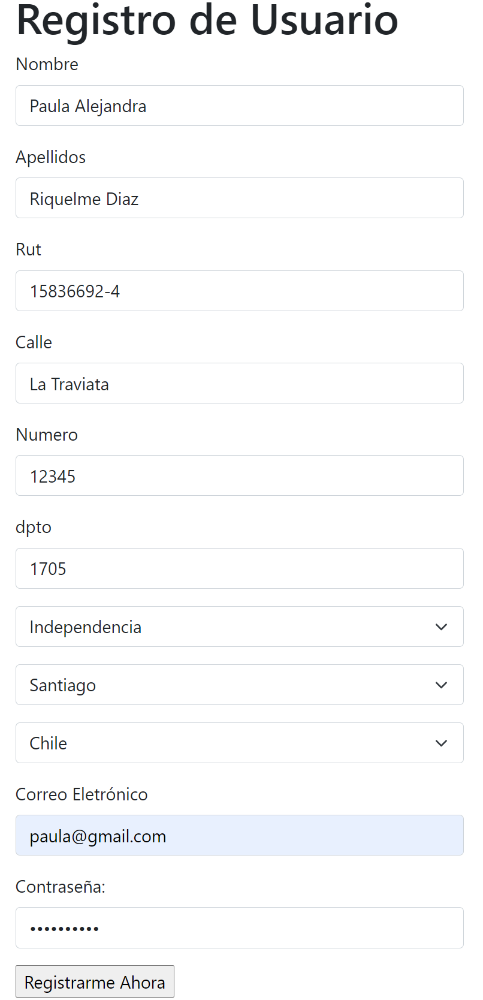 Registro de Usuario
Nombre
Paula Alejandra
Apellidos
Riquelme Diaz
Rut
15836692-4
Calle
La Traviata
Numero
12345
dpto
1705
Independencia
Santiago
Chile
Correo Eletrónico
paula@gmail.com
Contraseña:
••••••••••
Registrarme Ahora